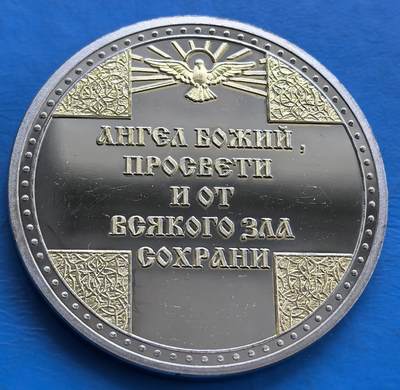 АНГЕЛ БОЖИЙ,
ПРОСВЕТИ
И ОТ
ВСЯКОГО ЗЛА
СОХРАНИ